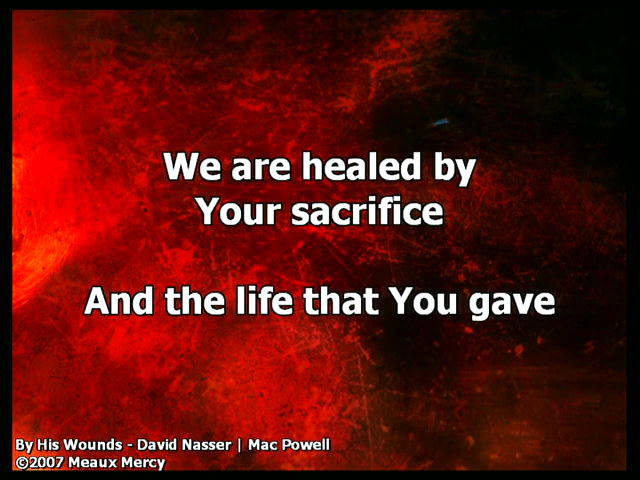 We are healed by
Your sacrifice
And the life that You gave
By His Wounds - David Nasser | Mac Powell
©2007 Meaux Mercy